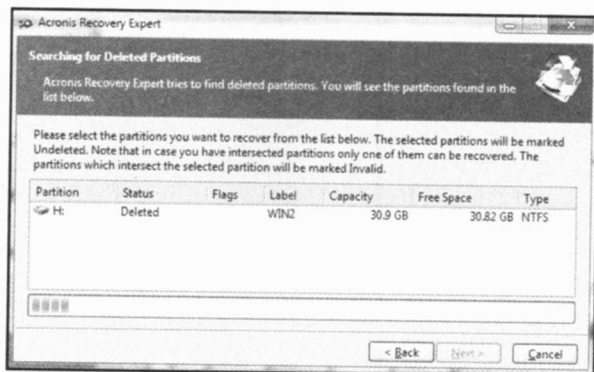 Acronis Recovery Expert
Searching for Deleted Partitions
Acronis Recovery Expert tries to find deleted partitions. You will see the partitions found in the
list below.
Please select the partitions you want to recover from the list below. The selected partitions will be marked
Undeleted. Note that in case you have intersected partitions only one of them can be recovered. The
partitions which intersect the selected partition will be marked Invalid.
Partition Status Flags Label Capacity Free Space Type
H: Deleted WIN2 30.9 GB 30.82 GB NTFS
< Back Next > Cancel